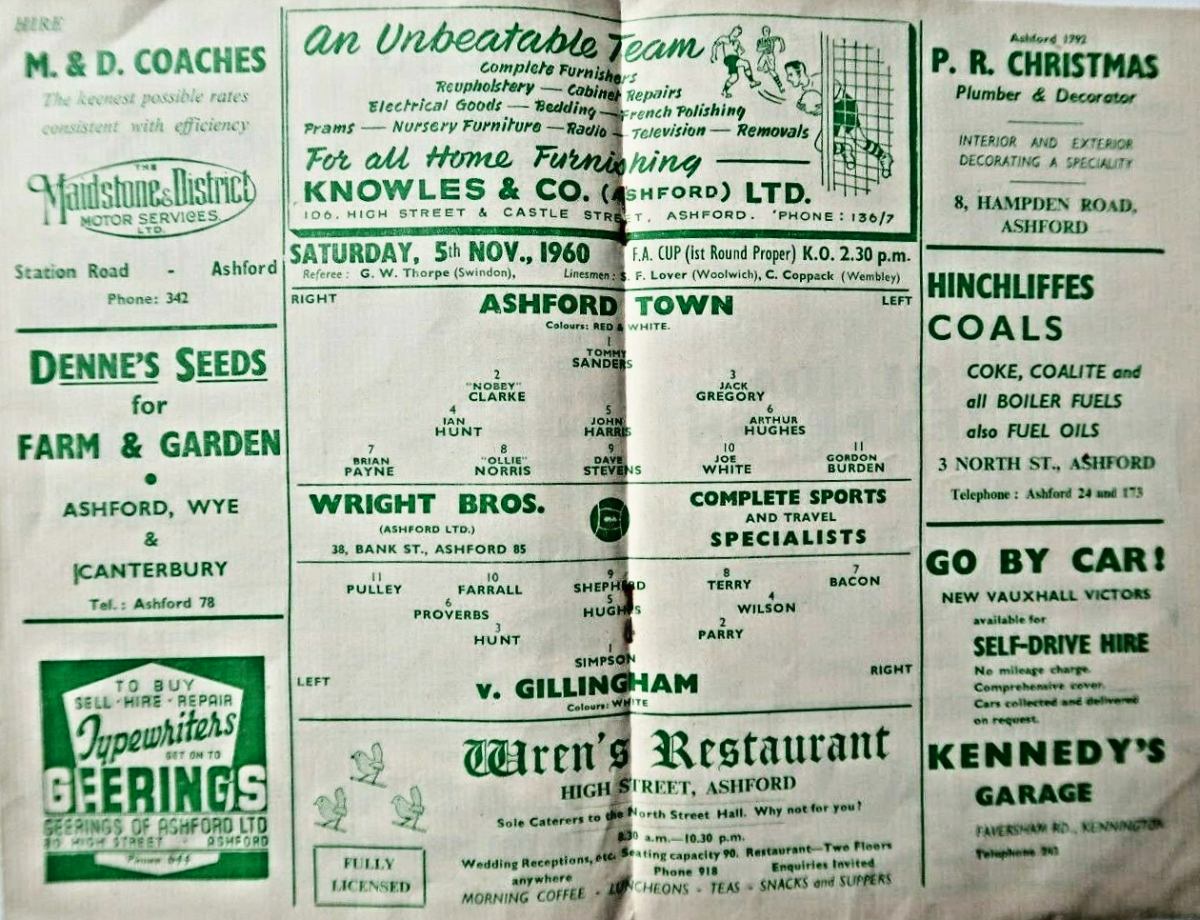 HIRE
M. & D. COACHES
The keenest possible rates
consistent with efficiency
THE
Maidstone & District
MOTOR SERVICES
LTD.
Station Road - Ashford
Phone: 342
DENNE'S SEEDS
for
FARM & GARDEN
ASHFORD, WYE
&
CANTERBURY
Tel.: Ashford 78
TO BUY
SELL · HIRE · REPAIR
Typewriters
GET ON TO
GEERINGS
GEERINGS OF ASHFORD LTD
HIGH STREET · ASHFORD
Phone 644
An Unbeatable Team
Complete Furnishers
Reupholstery — Cabinet Repairs
Electrical Goods — Bedding — French Polishing
Prams — Nursery Furniture — Radio — Television — Removals
For all Home Furnishing
KNOWLES & CO. (ASHFORD) LTD.
106, HIGH STREET & CASTLE STREET, ASHFORD. 'PHONE: 136/7
SATURDAY, 5th NOV., 1960 F.A. CUP (1st Round Proper) K.O. 2.30 p.m.
Referee: G. W. Thorpe (Swindon), Linesmen: S. F. Lover (Woolwich), C. Coppack (Wembley)
RIGHT ASHFORD TOWN LEFT
Colours: RED & WHITE.
1
TOMMY
SANDERS
2 3
"NOBBY" JACK
CLARKE GREGORY
4 5 6
IAN JOHN ARTHUR
HUNT HARRIS HUGHES
7 8 9 10 11
BRIAN "OLLIE" DAVE JOE GORDON
PAYNE NORRIS STEVENS WHITE BURDEN
WRIGHT BROS.
(ASHFORD LTD.)
38, BANK ST., ASHFORD 85
COMPLETE SPORTS
AND TRAVEL
SPECIALISTS
11 10 9 8 7
PULLEY FARRALL SHEPHERD TERRY BACON
6 5 4
PROVERBS HUGHES WILSON
3 2
HUNT PARRY
1
SIMPSON
LEFT v. GILLINGHAM RIGHT
Colours: WHITE
Wren's Restaurant
HIGH STREET, ASHFORD
Sole Caterers to the North Street Hall. Why not for you?
8.30 a.m.—10.30 p.m.
Wedding Receptions, etc. Seating capacity 90. Restaurant—Two Floors
anywhere Phone 918 Enquiries Invited
MORNING COFFEE - LUNCHEONS - TEAS - SNACKS and SUPPERS
FULLY
LICENSED
Ashford 1792
P. R. CHRISTMAS
Plumber & Decorator
INTERIOR AND EXTERIOR
DECORATING A SPECIALITY
8, HAMPDEN ROAD,
ASHFORD
HINCHLIFFES
COALS
COKE, COALITE and
all BOILER FUELS
also FUEL OILS
3 NORTH ST., ASHFORD
Telephone: Ashford 24 and 173
GO BY CAR!
NEW VAUXHALL VICTORS
available for
SELF-DRIVE HIRE
No mileage charge.
Comprehensive cover.
Cars collected and delivered
on request.
KENNEDY'S
GARAGE
FAVERSHAM RD., KENNINGTON
Telephone